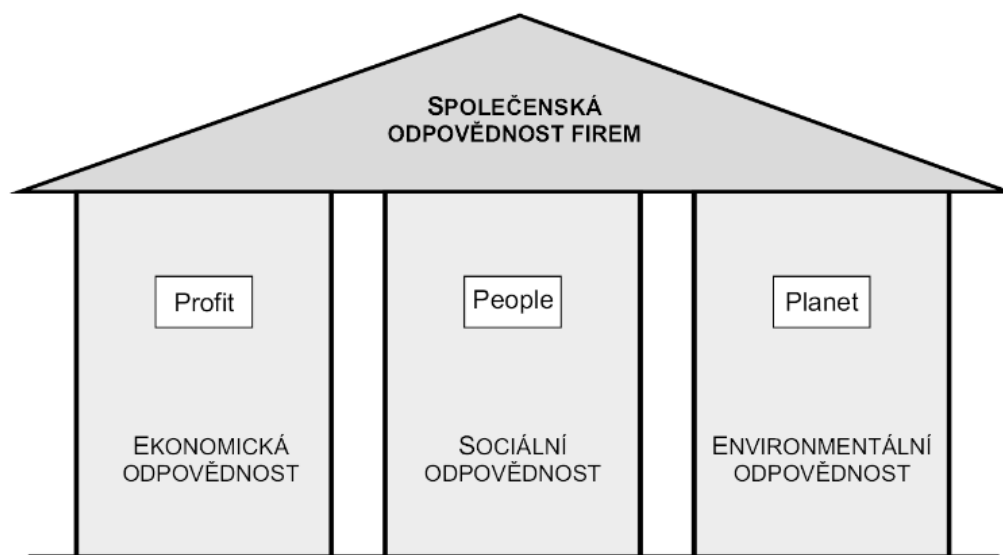 SPOLEČENSKÁ
ODPOVĚDNOST FIREM
Profit
People
Planet
EKONOMICKÁ
ODPOVĚDNOST
SOCIÁLNÍ
ODPOVĚDNOST
ENVIRONMENTÁLNÍ
ODPOVĚDNOST